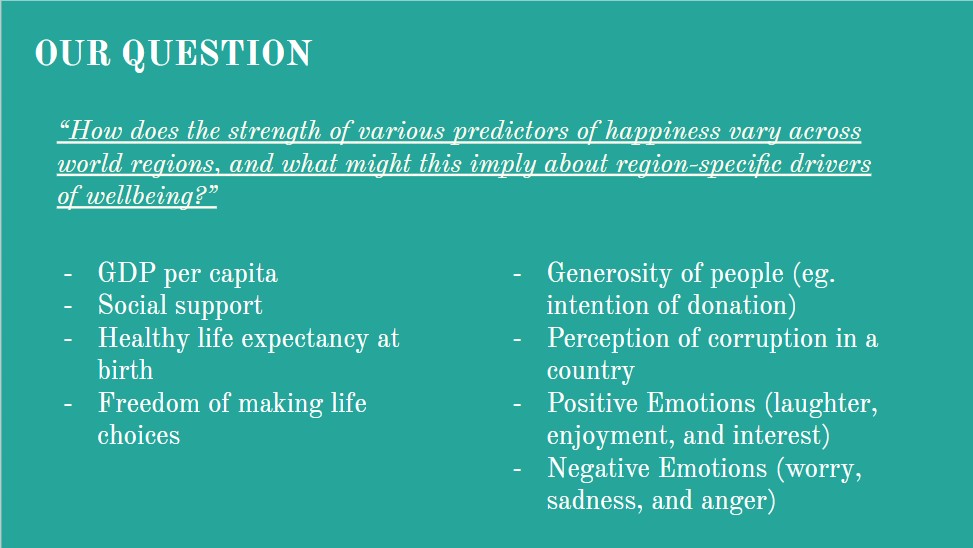 OUR QUESTION
“How does the strength of various predictors of happiness vary across
world regions, and what might this imply about region-specific drivers
of wellbeing?”
- GDP per capita
- Social support
- Healthy life expectancy at
birth
- Freedom of making life
choices
- Generosity of people (eg.
intention of donation)
- Perception of corruption in a
country
- Positive Emotions (laughter,
enjoyment, and interest)
- Negative Emotions (worry,
sadness, and anger)